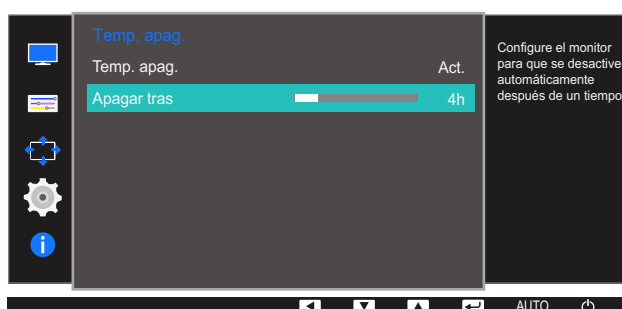 Temp. apag.
Temp. apag. Act.
Apagar tras 4h
Configure el monitor
para que se desactive
automáticamente
después de un tiempo
AUTO